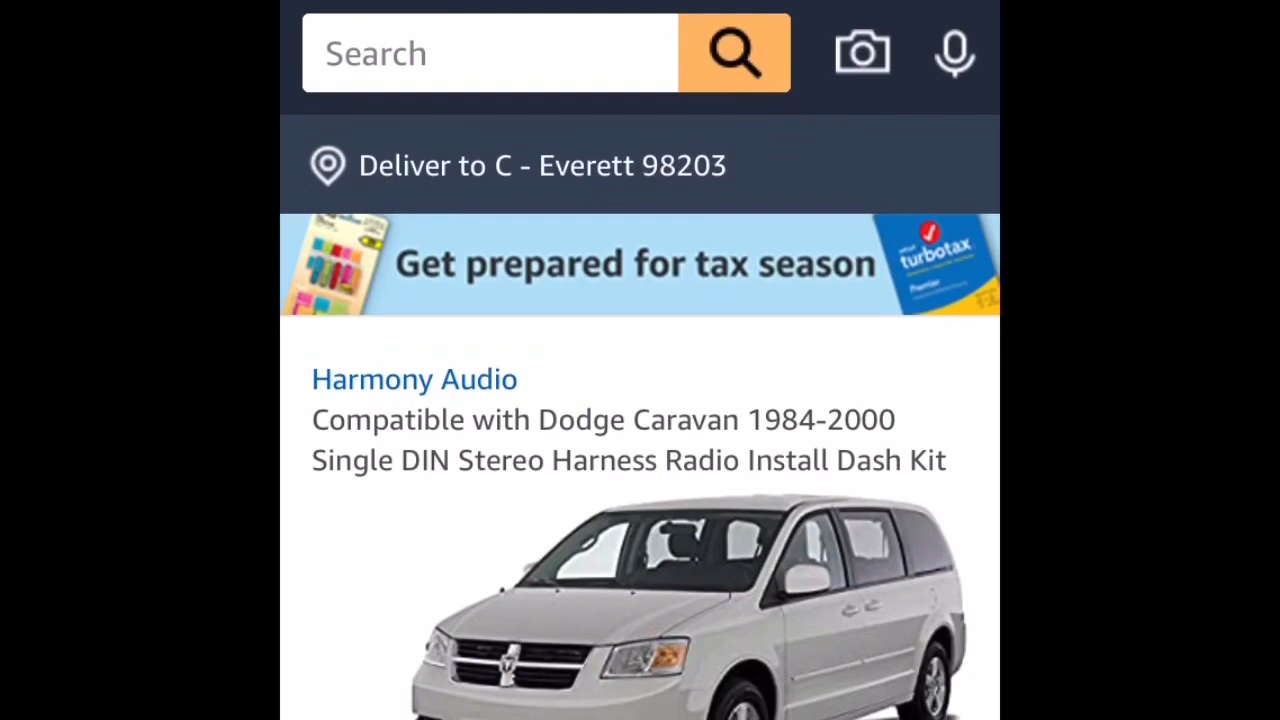 Search
Deliver to C - Everett 98203
Get prepared for tax season
turbotax
Premier
Harmony Audio
Compatible with Dodge Caravan 1984-2000
Single DIN Stereo Harness Radio Install Dash Kit